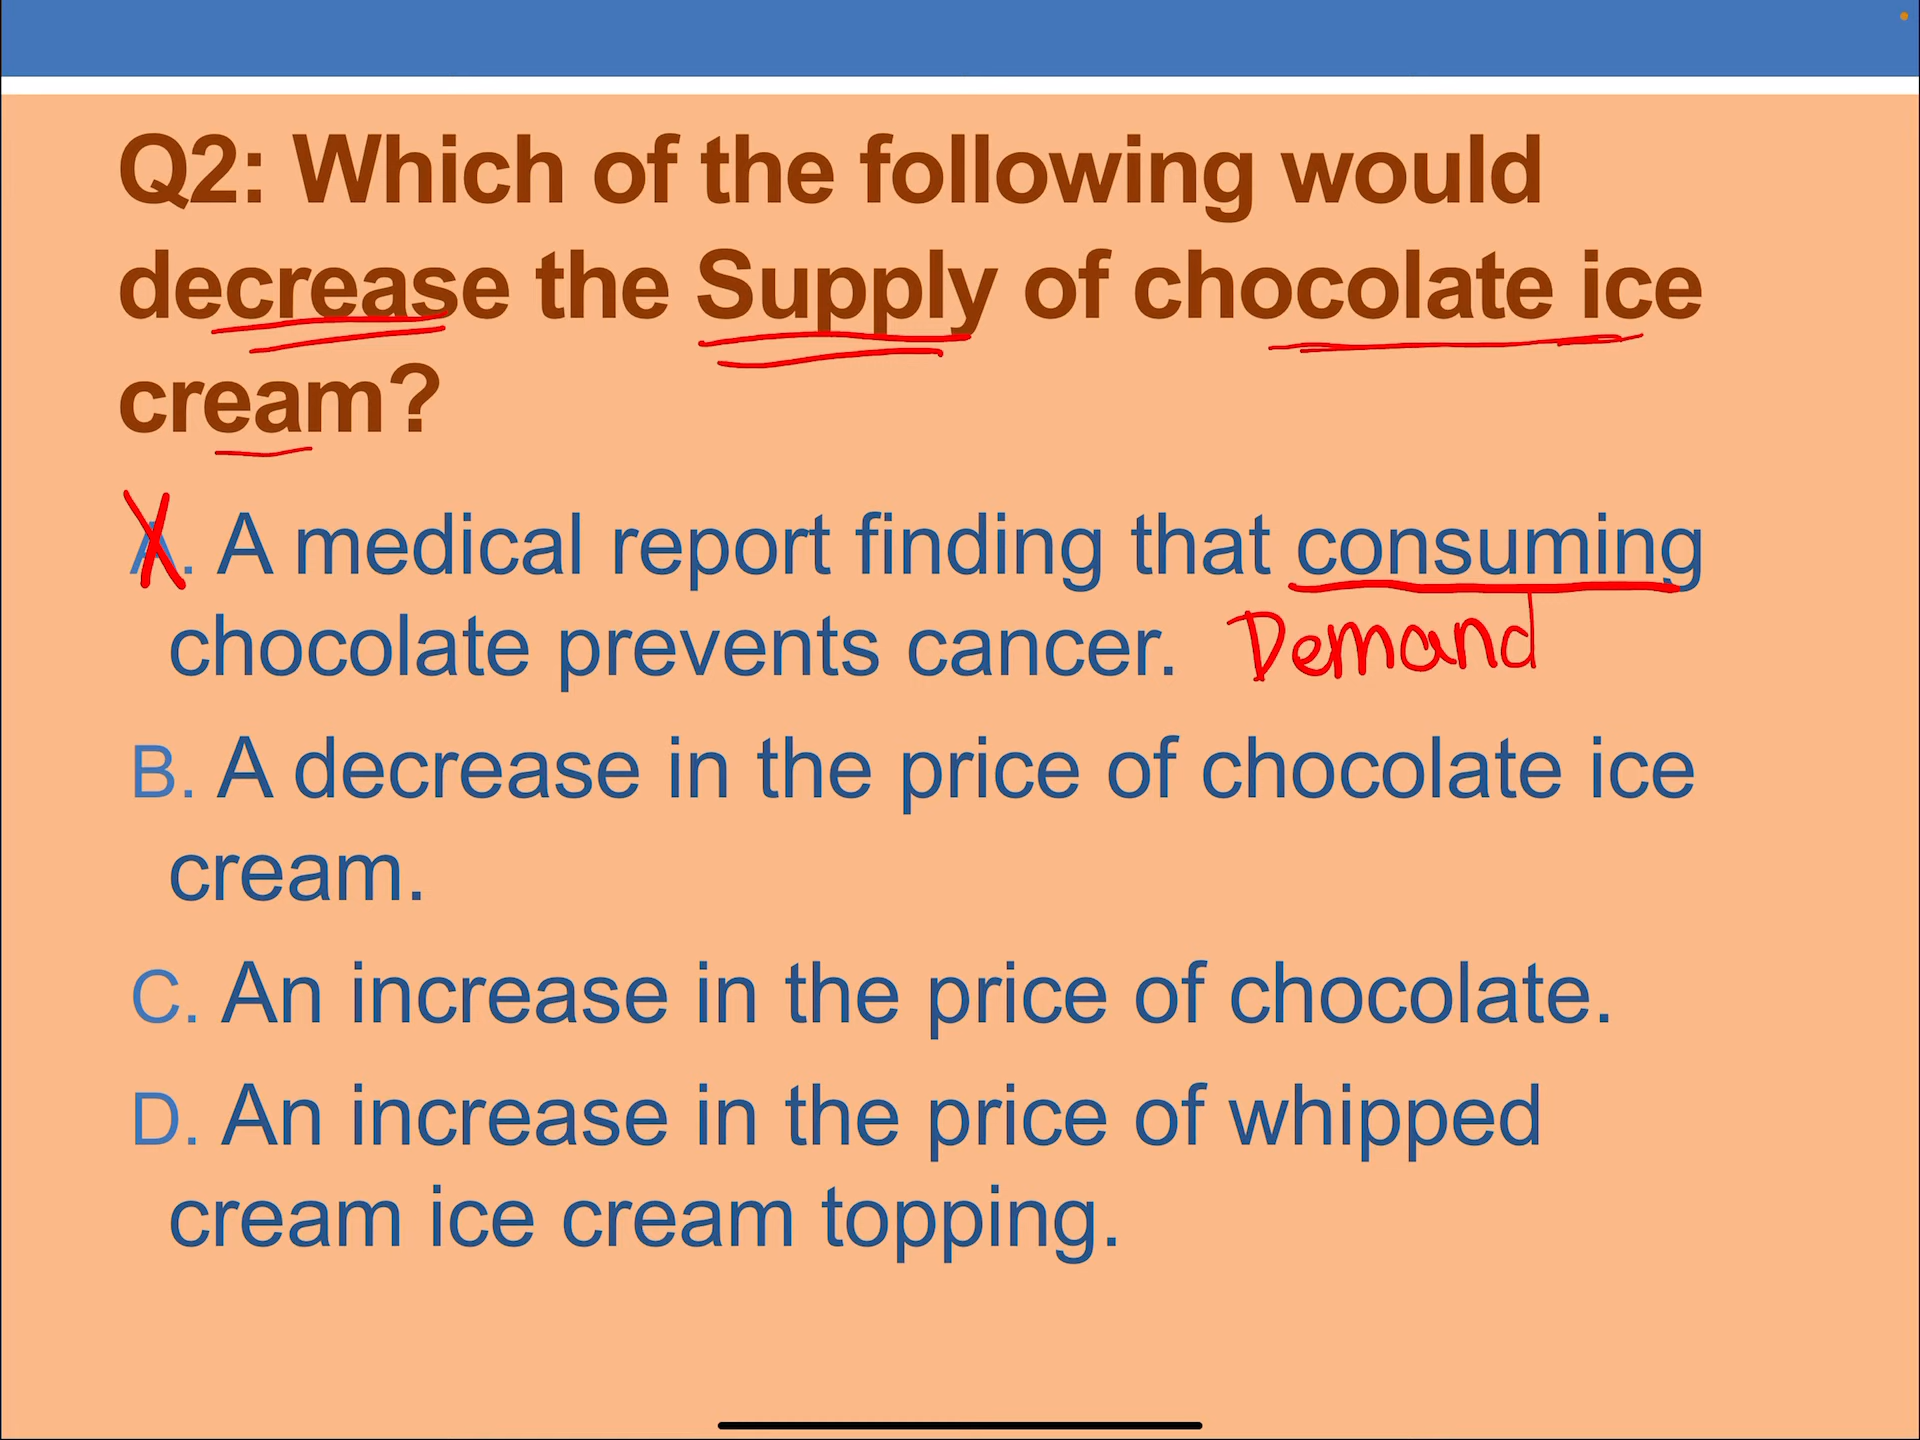 Q2: Which of the following would
decrease the Supply of chocolate ice
cream?
A. A medical report finding that consuming
chocolate prevents cancer. Demand
B. A decrease in the price of chocolate ice
cream.
C. An increase in the price of chocolate.
D. An increase in the price of whipped
cream ice cream topping.